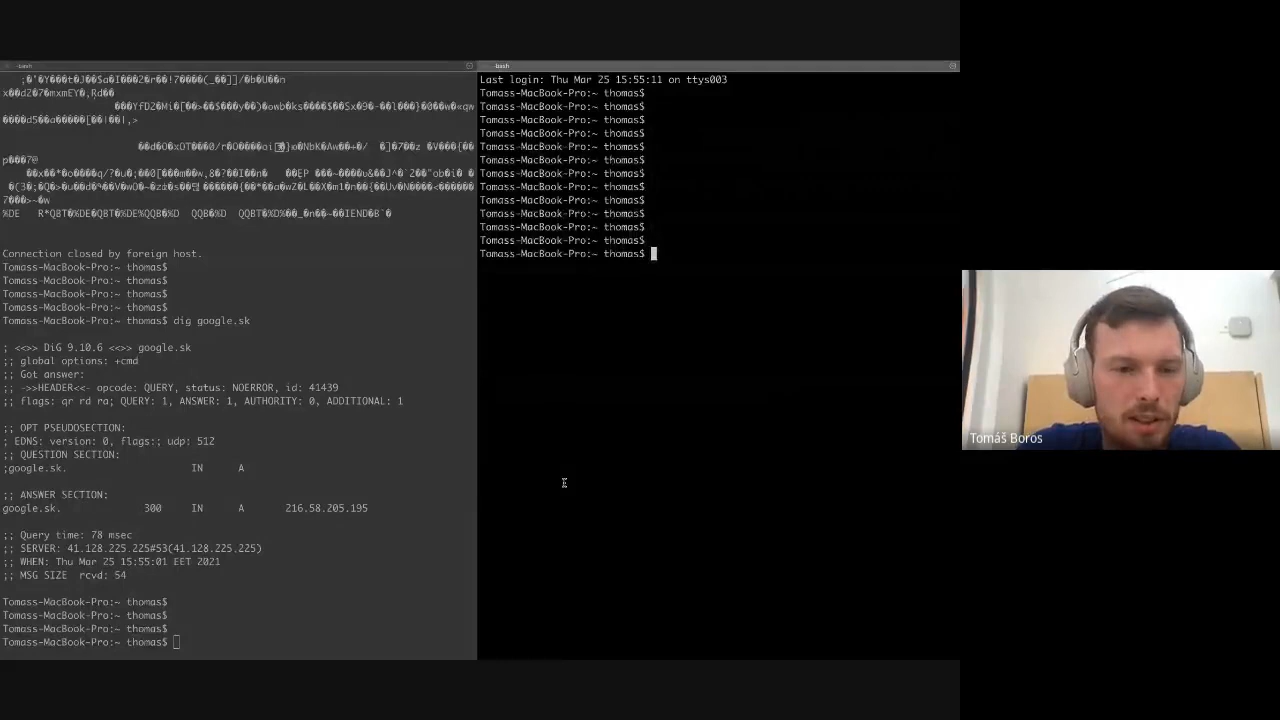 -bash
Connection closed by foreign host.
Tomass-MacBook-Pro:~ thomas$
Tomass-MacBook-Pro:~ thomas$
Tomass-MacBook-Pro:~ thomas$
Tomass-MacBook-Pro:~ thomas$
Tomass-MacBook-Pro:~ thomas$ dig google.sk
; <<>> DiG 9.10.6 <<>> google.sk
;; global options: +cmd
;; Got answer:
;; ->>HEADER<<- opcode: QUERY, status: NOERROR, id: 41439
;; flags: qr rd ra; QUERY: 1, ANSWER: 1, AUTHORITY: 0, ADDITIONAL: 1
;; OPT PSEUDOSECTION:
; EDNS: version: 0, flags:; udp: 512
;; QUESTION SECTION:
;google.sk. IN A
;; ANSWER SECTION:
google.sk. 300 IN A 216.58.205.195
;; Query time: 78 msec
;; SERVER: 41.128.225.225#53(41.128.225.225)
;; WHEN: Thu Mar 25 15:55:01 EET 2021
;; MSG SIZE rcvd: 54
Tomass-MacBook-Pro:~ thomas$
Tomass-MacBook-Pro:~ thomas$
Tomass-MacBook-Pro:~ thomas$
Tomass-MacBook-Pro:~ thomas$
-bash
Last login: Thu Mar 25 15:55:11 on ttys003
Tomass-MacBook-Pro:~ thomas$
Tomass-MacBook-Pro:~ thomas$
Tomass-MacBook-Pro:~ thomas$
Tomass-MacBook-Pro:~ thomas$
Tomass-MacBook-Pro:~ thomas$
Tomass-MacBook-Pro:~ thomas$
Tomass-MacBook-Pro:~ thomas$
Tomass-MacBook-Pro:~ thomas$
Tomass-MacBook-Pro:~ thomas$
Tomass-MacBook-Pro:~ thomas$
Tomass-MacBook-Pro:~ thomas$
Tomass-MacBook-Pro:~ thomas$
Tomass-MacBook-Pro:~ thomas$
Tomáš Boros